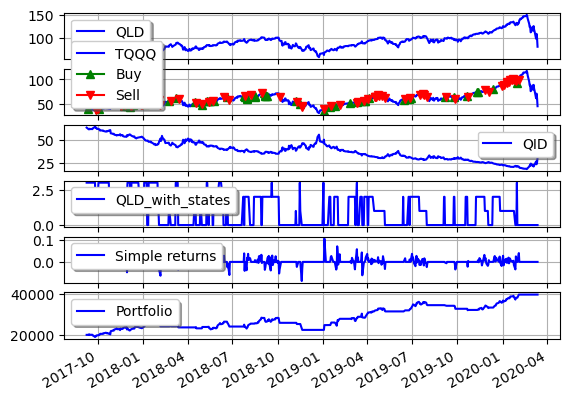 150
100
QLD
100
50
TQQQ
Buy
Sell
50
25
QID
2.5
0.0
QLD_with_states
0.1
0.0
Simple returns
40000
20000
Portfolio
2017-10
2018-01
2018-04
2018-07
2018-10
2019-01
2019-04
2019-07
2019-10
2020-01
2020-04